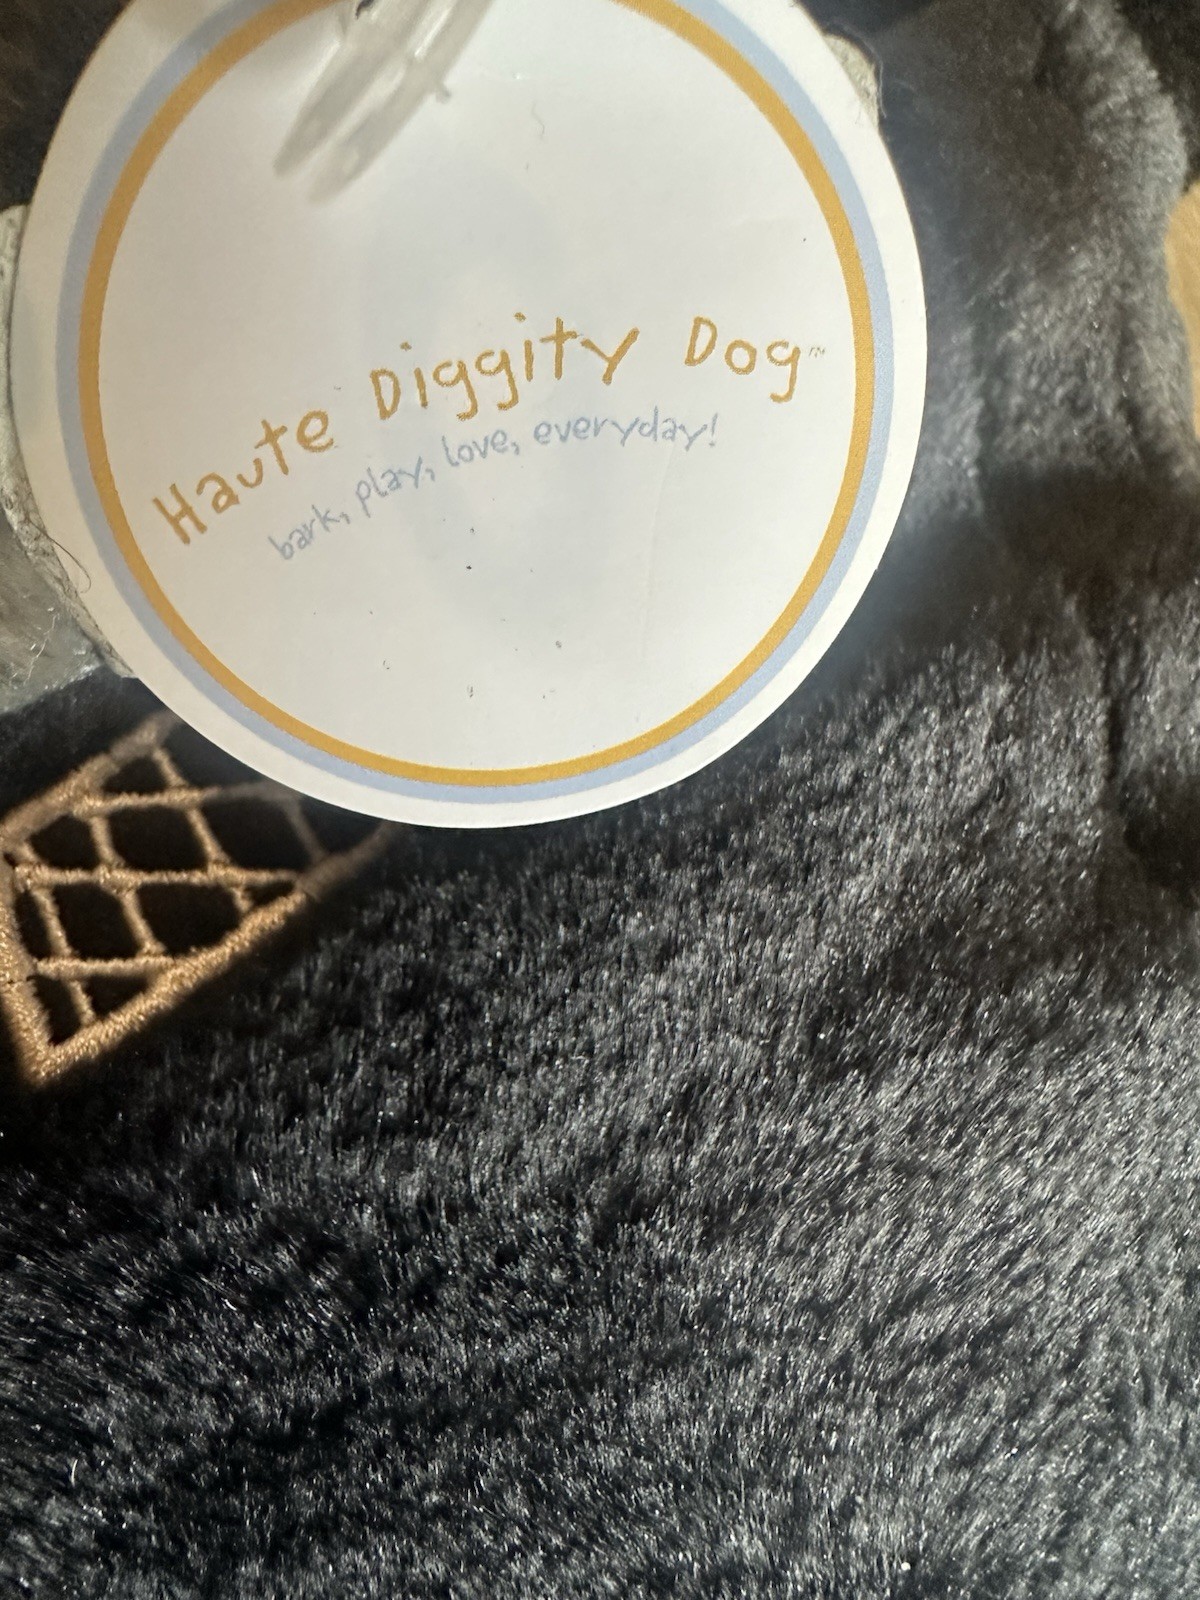 Haute Diggity Dog™
bark, play, love, everyday!